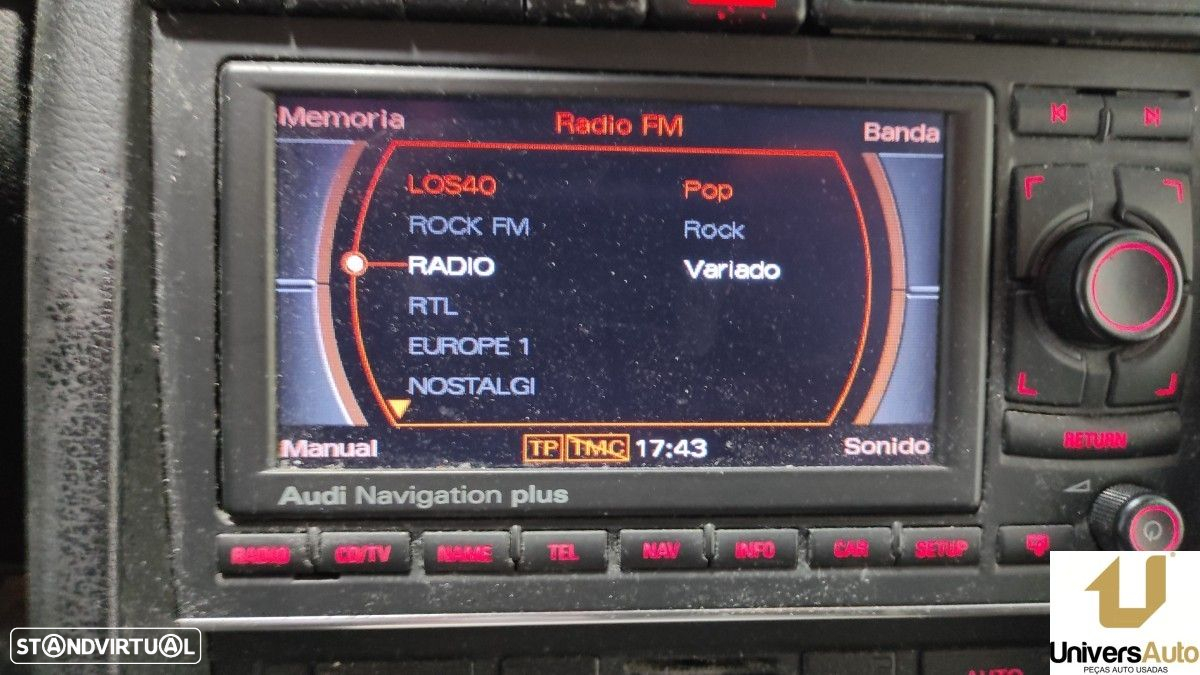 Memoria
Radio FM
Banda
LOS40 Pop
ROCK FM Rock
RADIO Variado
RTL
EUROPE 1
NOSTALGI
Manual
TP TMC 17:43
Sonido
Audi Navigation plus
RETURN
RADIO CD/TV NAME TEL NAV INFO CAR SETUP
AUTO
STANDVIRTUAL
UniversAuto
PEÇAS AUTO USADAS